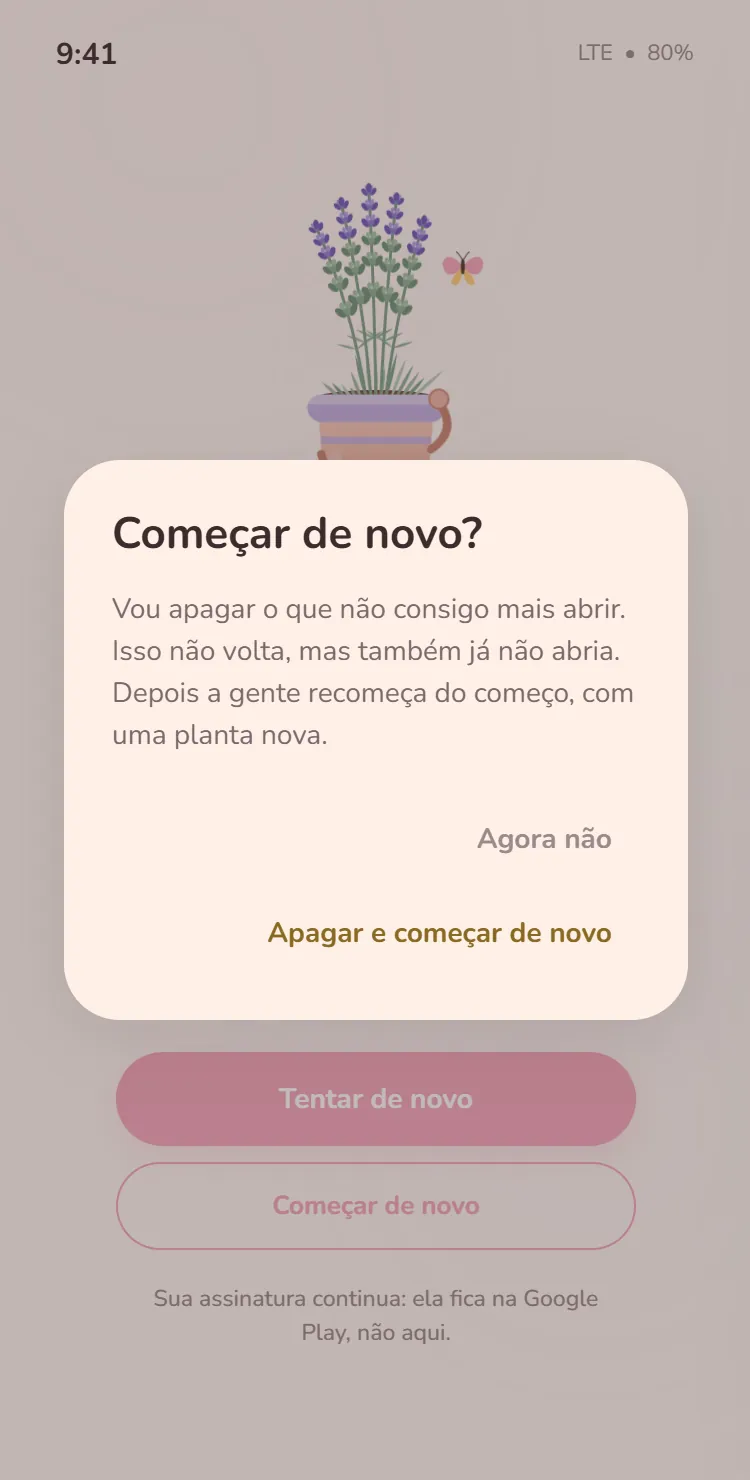 9:41
LTE • 80%
Começar de novo?
Vou apagar o que não consigo mais abrir.
Isso não volta, mas também já não abria.
Depois a gente recomeça do começo, com
uma planta nova.
Agora não
Apagar e começar de novo
Tentar de novo
Começar de novo
Sua assinatura continua: ela fica na Google
Play, não aqui.